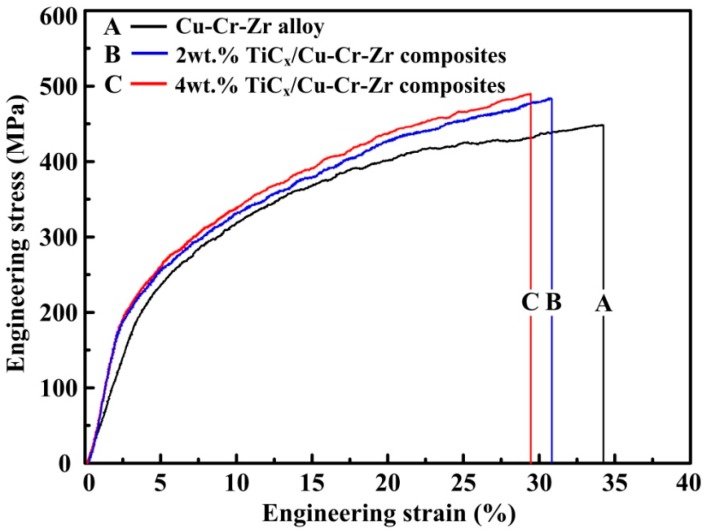 600
500
400
300
200
100
0
Engineering stress (MPa)
A Cu-Cr-Zr alloy
B 2wt.% TiCx/Cu-Cr-Zr composites
C 4wt.% TiCx/Cu-Cr-Zr composites
C B A
0 5 10 15 20 25 30 35 40
Engineering strain (%)